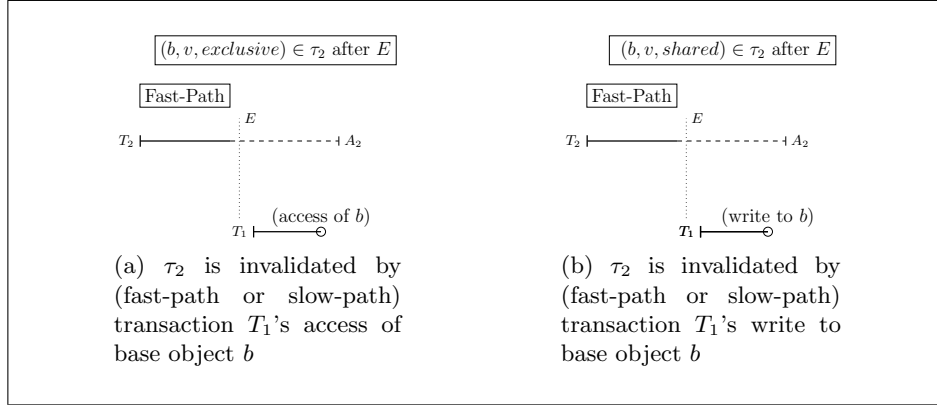 (b, v, exclusive) ∈ τ₂ after E
Fast-Path
E
T₂
A₂
(access of b)
T₁
(a) τ₂ is invalidated by
(fast-path or slow-path)
transaction T₁'s access of
base object b
(b, v, shared) ∈ τ₂ after E
Fast-Path
E
T₂
A₂
(write to b)
T₁
(b) τ₂ is invalidated by
(fast-path or slow-path)
transaction T₁'s write to
base object b